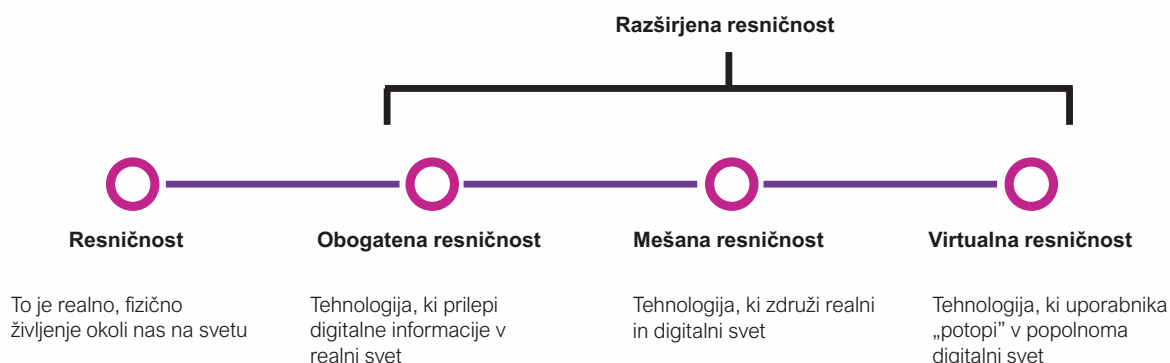 Razširjena resničnost
Resničnost
Obogatena resničnost
Mešana resničnost
Virtualna resničnost
To je realno, fizično
življenje okoli nas na svetu
Tehnologija, ki prilepi
digitalne informacije v
realni svet
Tehnologija, ki združi realni
in digitalni svet
Tehnologija, ki uporabnika
„potopi” v popolnoma
digitalni svet